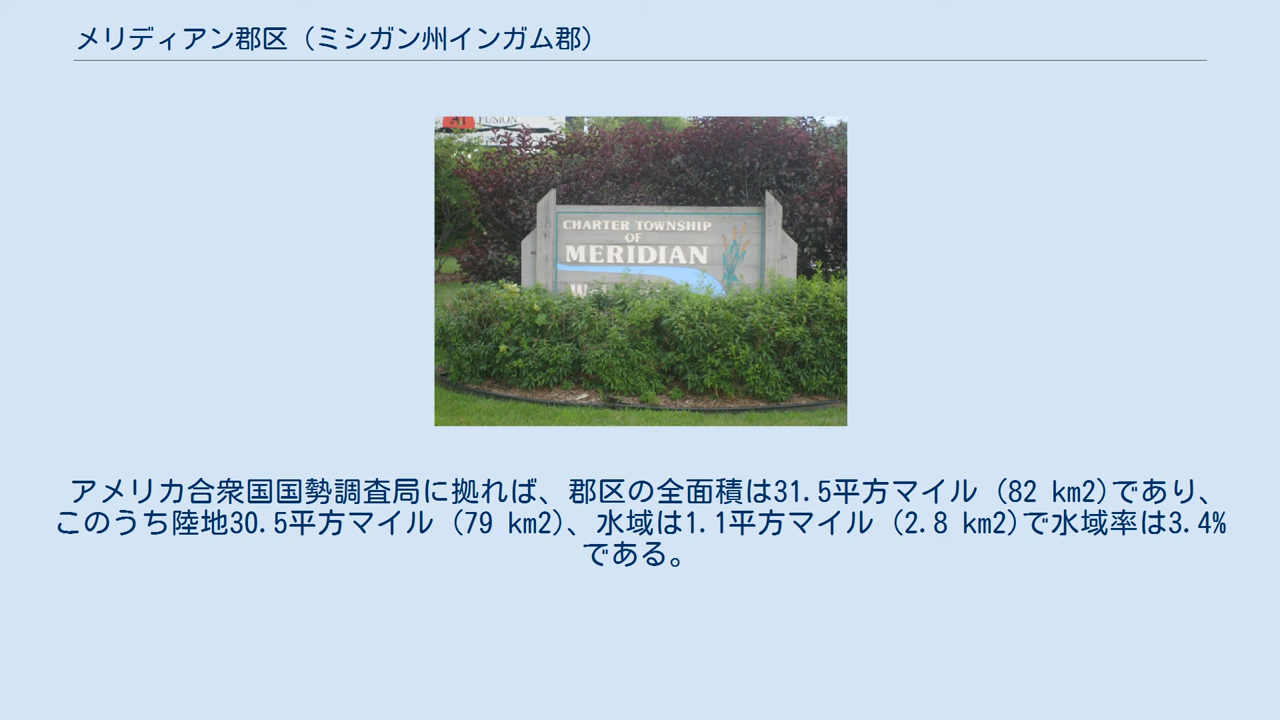 メリディアン郡区（ミシガン州インガム郡）
FUSION
CHARTER TOWNSHIP
OF
MERIDIAN
アメリカ合衆国国勢調査局に拠れば、郡区の全面積は31.5平方マイル (82 km2)であり、
このうち陸地30.5平方マイル (79 km2)、水域は1.1平方マイル (2.8 km2)で水域率は3.4%
である。